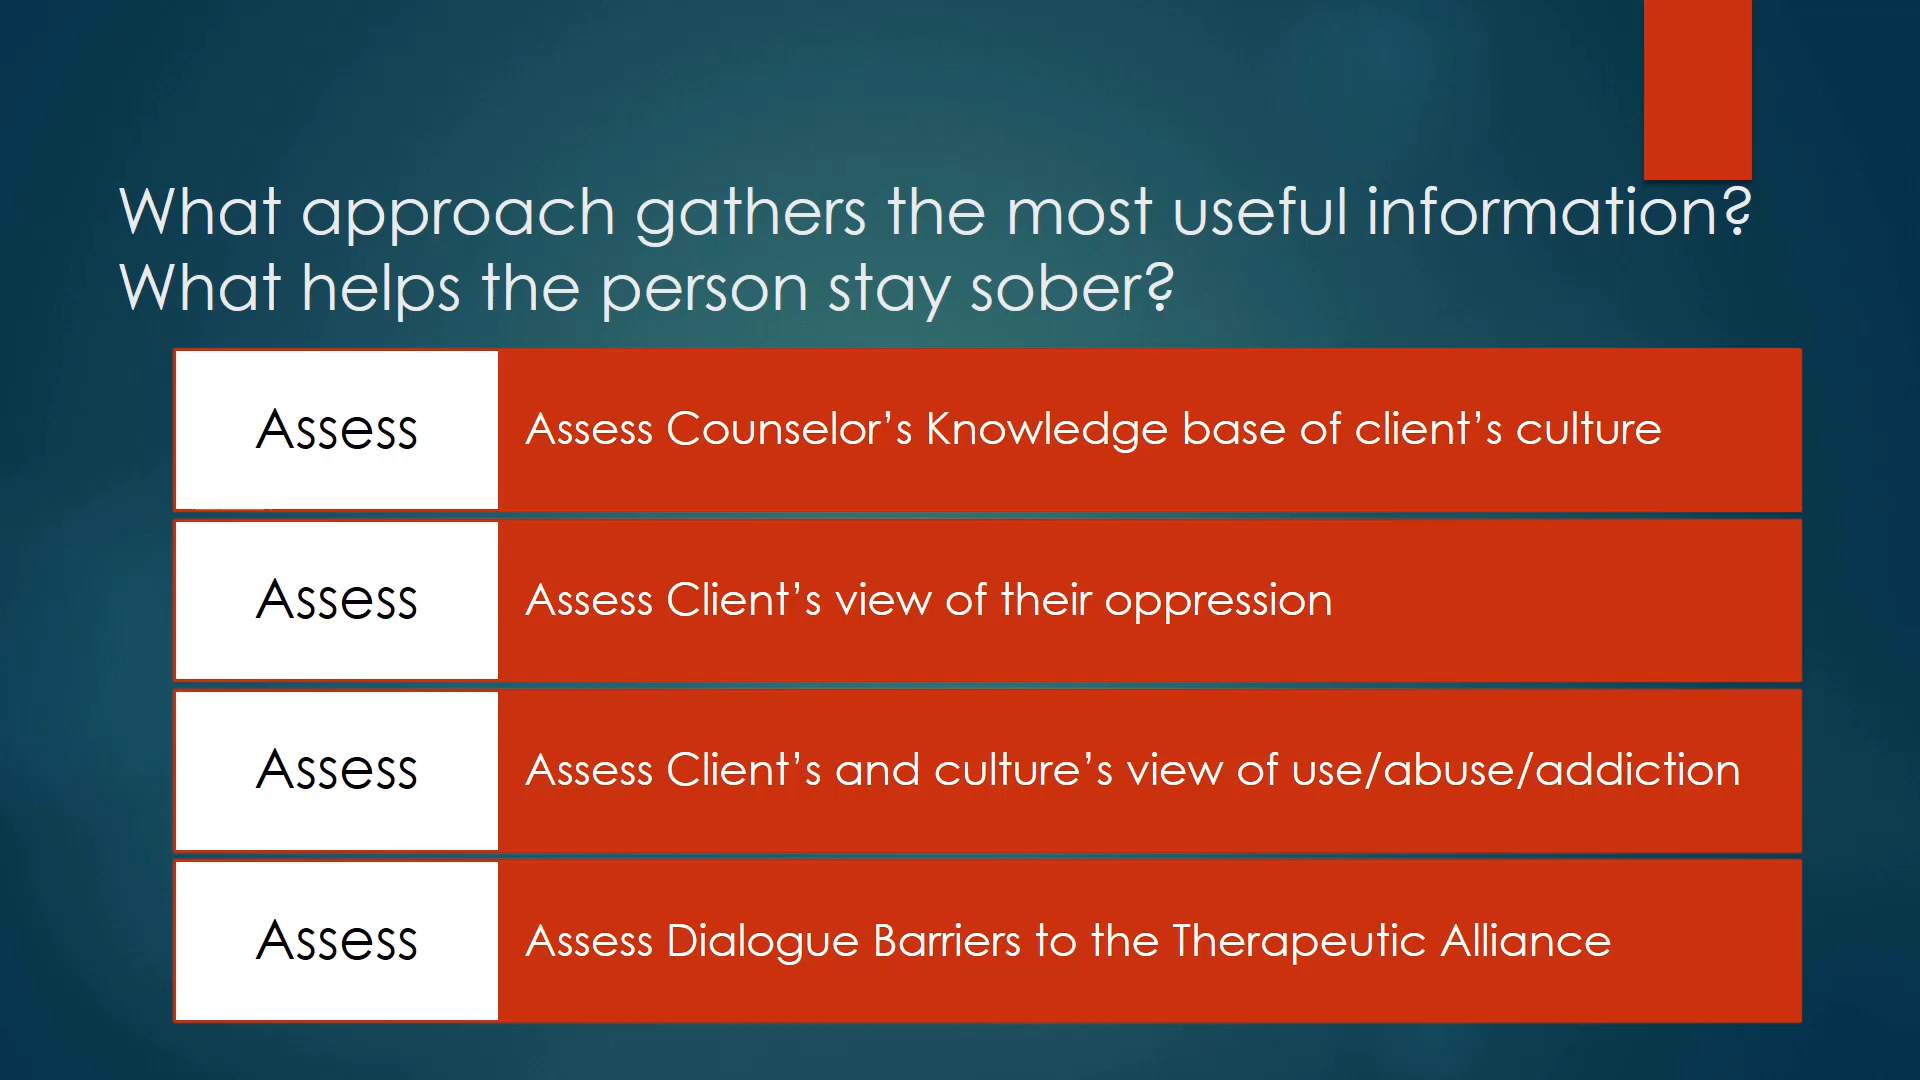 What approach gathers the most useful information?
What helps the person stay sober?
Assess
Assess Counselor’s Knowledge base of client’s culture
Assess
Assess Client’s view of their oppression
Assess
Assess Client’s and culture’s view of use/abuse/addiction
Assess
Assess Dialogue Barriers to the Therapeutic Alliance